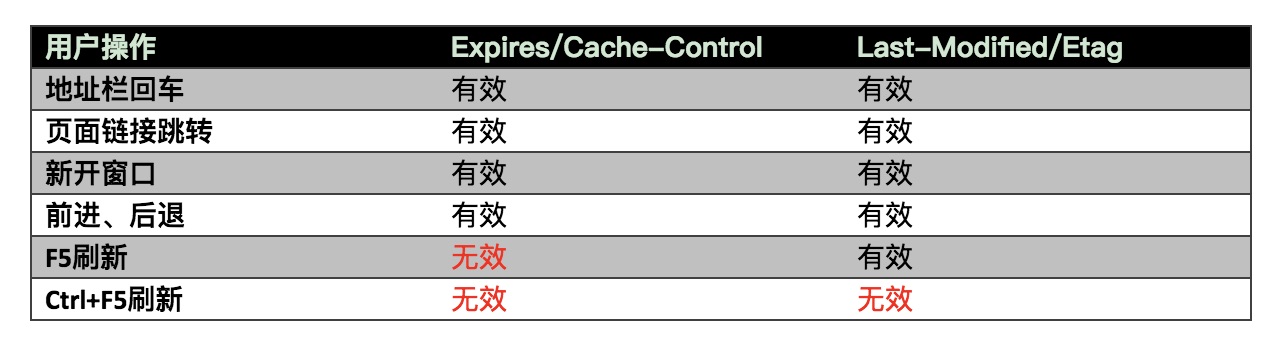 用户操作 Expires/Cache-Control Last-Modified/Etag
地址栏回车 有效 有效
页面链接跳转 有效 有效
新开窗口 有效 有效
前进、后退 有效 有效
F5刷新 无效 有效
Ctrl+F5刷新 无效 无效